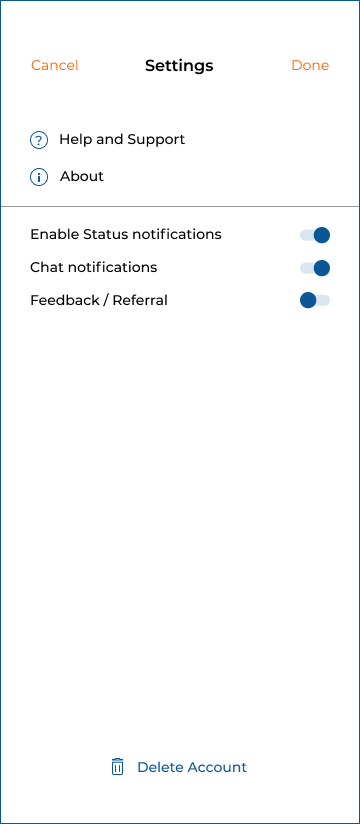 Cancel Settings Done
Help and Support
About
Enable Status notifications
Chat notifications
Feedback / Referral
Delete Account